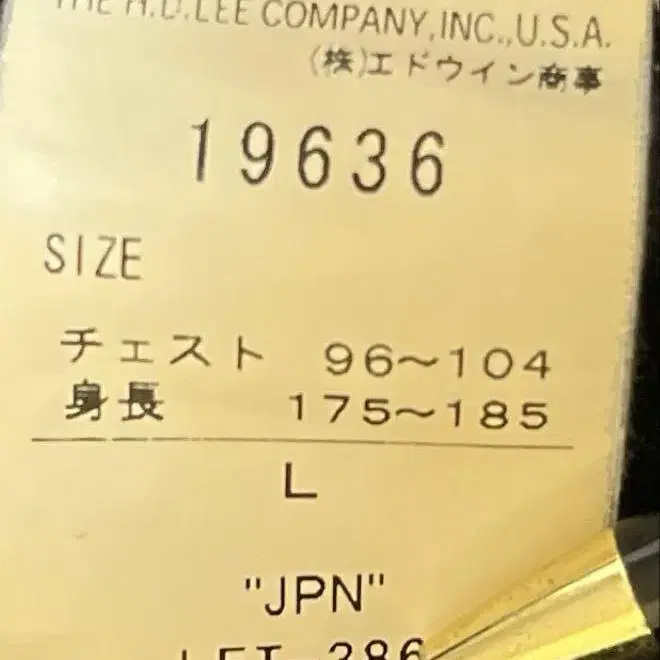 THE H.D.LEE COMPANY,INC.,U.S.A.
(株)エドウイン商事
19636
SIZE
チェスト 96〜104
身長 175〜185
L
"JPN"
286